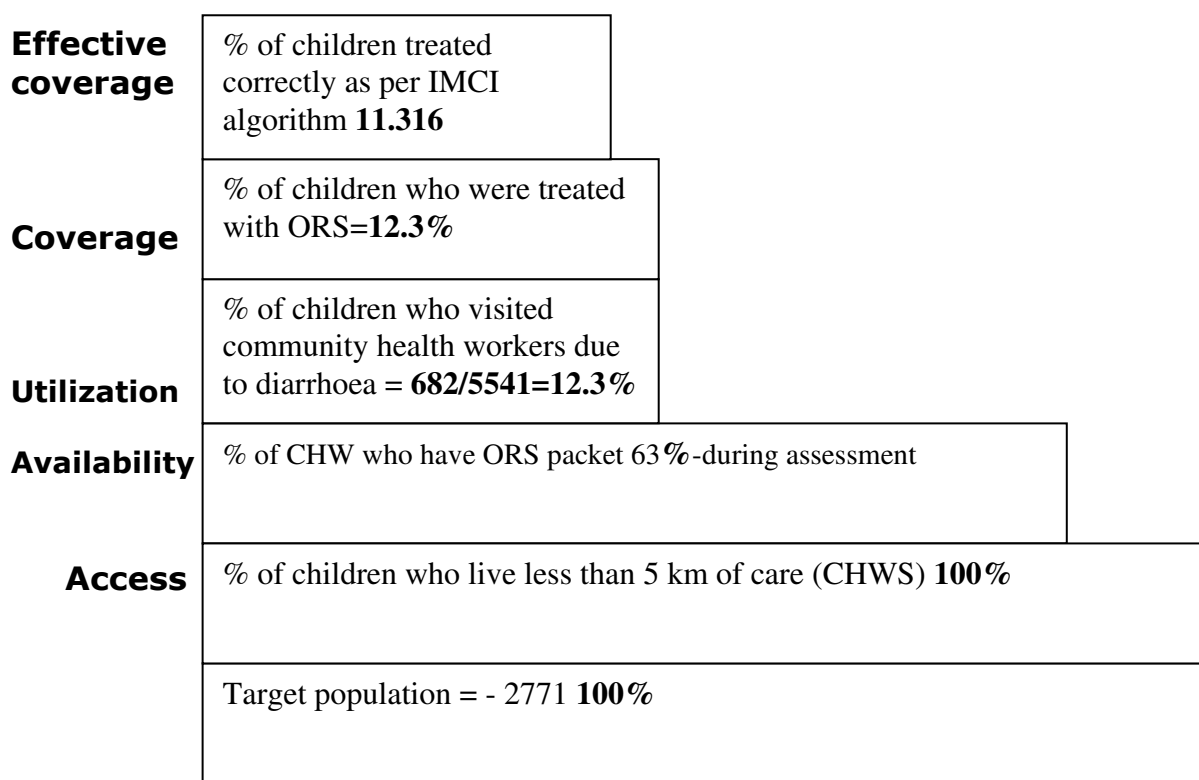 Effective
coverage
% of children treated
correctly as per IMCI
algorithm 11.316
Coverage
% of children who were treated
with ORS=12.3%
Utilization
% of children who visited
community health workers due
to diarrhoea = 682/5541=12.3%
Availability
% of CHW who have ORS packet 63%-during assessment
Access
% of children who live less than 5 km of care (CHWS) 100%
Target population = - 2771 100%